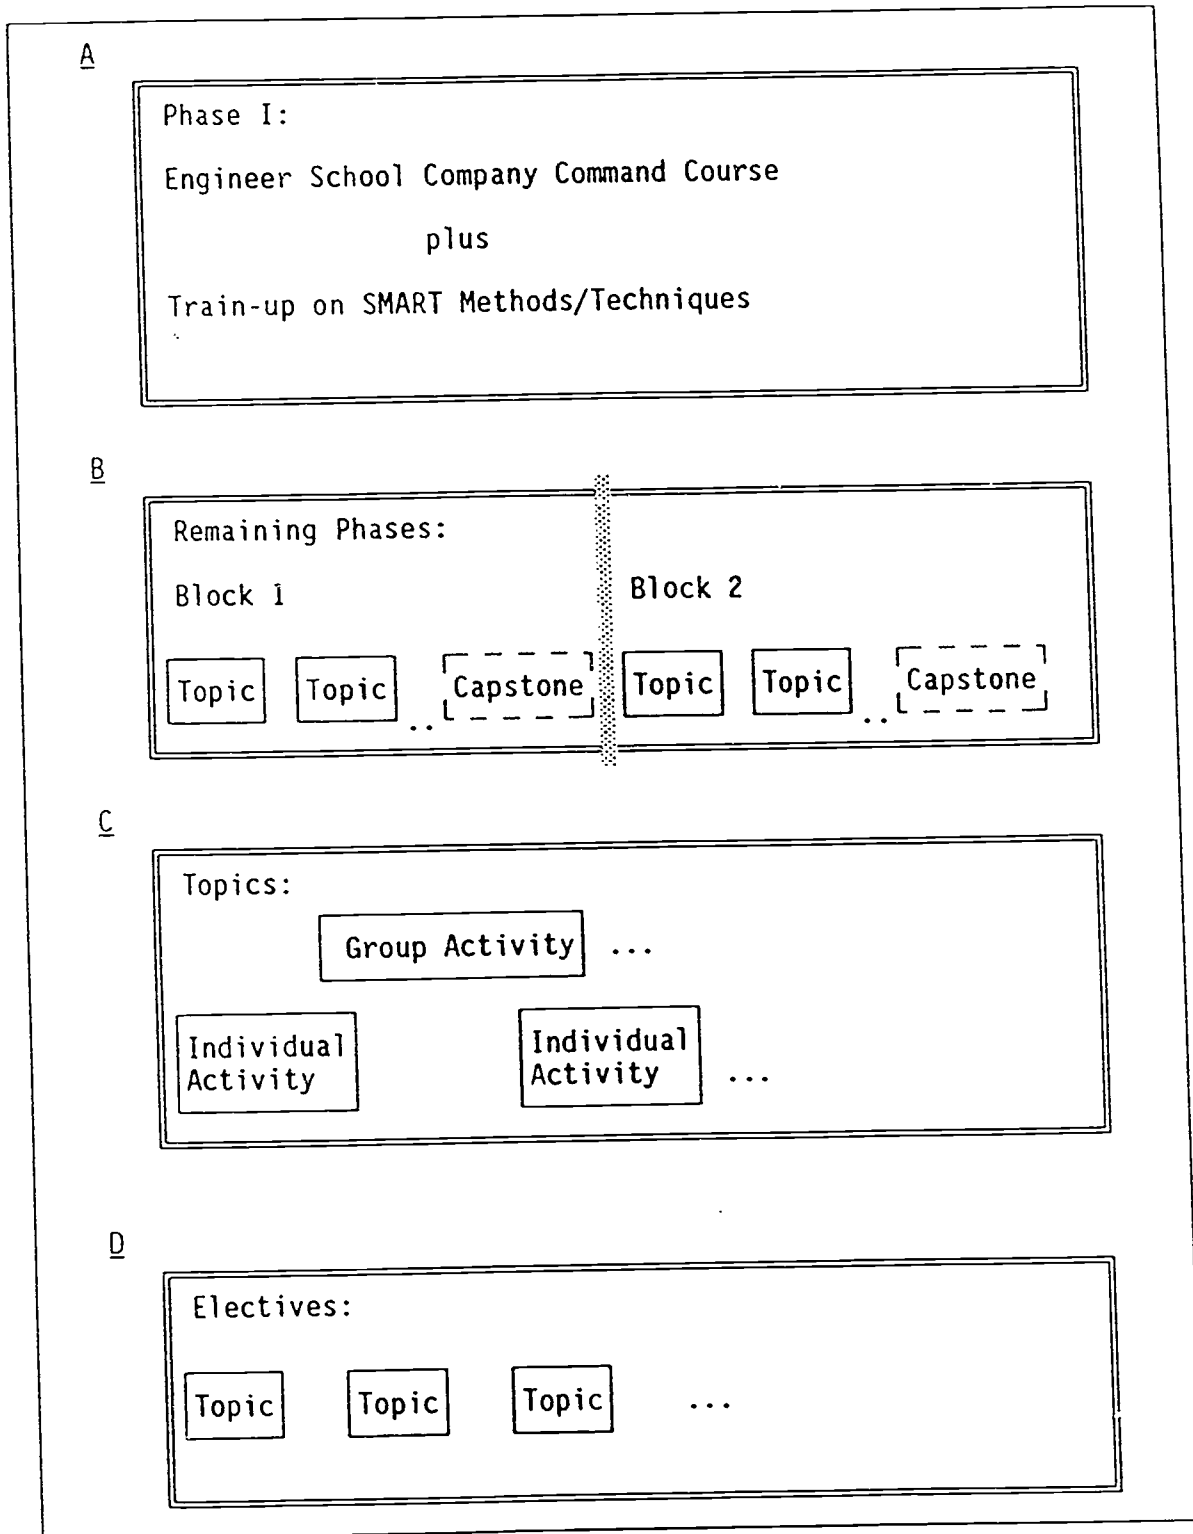 A
Phase I:
Engineer School Company Command Course
plus
Train-up on SMART Methods/Techniques
B
Remaining Phases:
Block 1
Block 2
Topic Topic .. Capstone Topic Topic .. Capstone
C
Topics:
Group Activity ...
Individual Individual
Activity Activity ...
D
Electives:
Topic Topic Topic ...